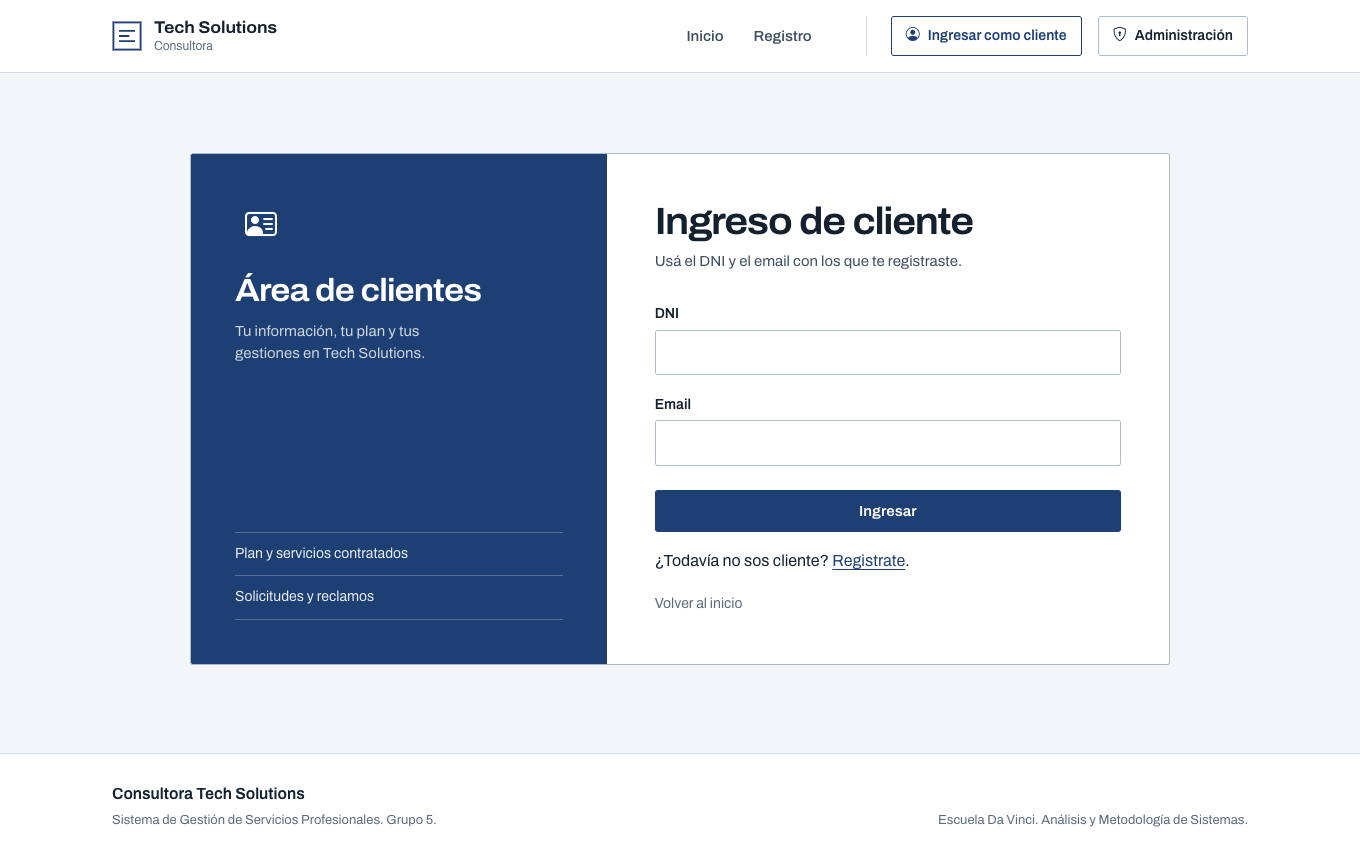 Tech Solutions
Consultora
Inicio
Registro
Ingresar como cliente
Administración
Área de clientes
Tu información, tu plan y tus
gestiones en Tech Solutions.
Plan y servicios contratados
Solicitudes y reclamos
Ingreso de cliente
Usá el DNI y el email con los que te registraste.
DNI
Email
Ingresar
¿Todavía no sos cliente? Registrate.
Volver al inicio
Consultora Tech Solutions
Sistema de Gestión de Servicios Profesionales. Grupo 5.
Escuela Da Vinci. Análisis y Metodología de Sistemas.